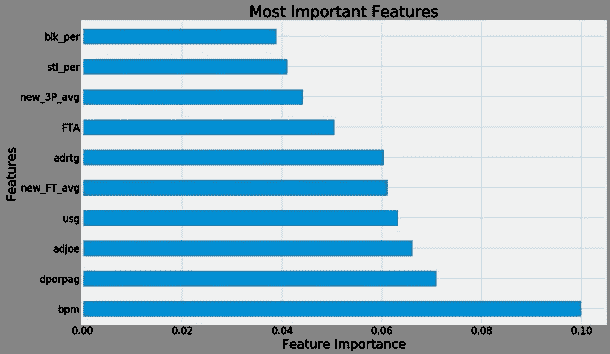 Most Important Features
Features
blk_per
stl_per
new_3P_avg
FTA
adrtg
new_FT_avg
usg
adjoe
dporpag
bpm
0.00 0.02 0.04 0.06 0.08 0.10
Feature Importance